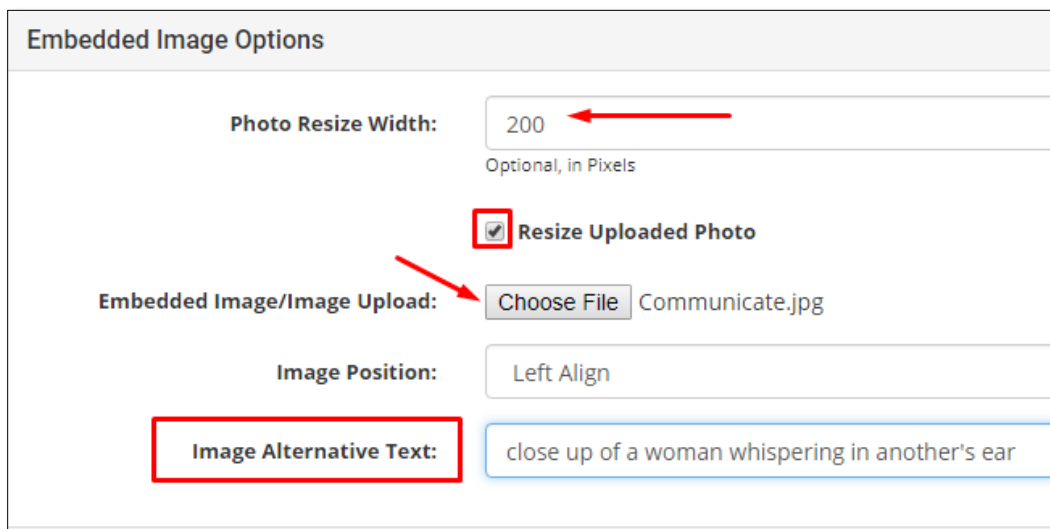 Embedded Image Options
Photo Resize Width: 200
Optional, in Pixels
Resize Uploaded Photo
Embedded Image/Image Upload: Choose File Communicate.jpg
Image Position: Left Align
Image Alternative Text: close up of a woman whispering in another's ear